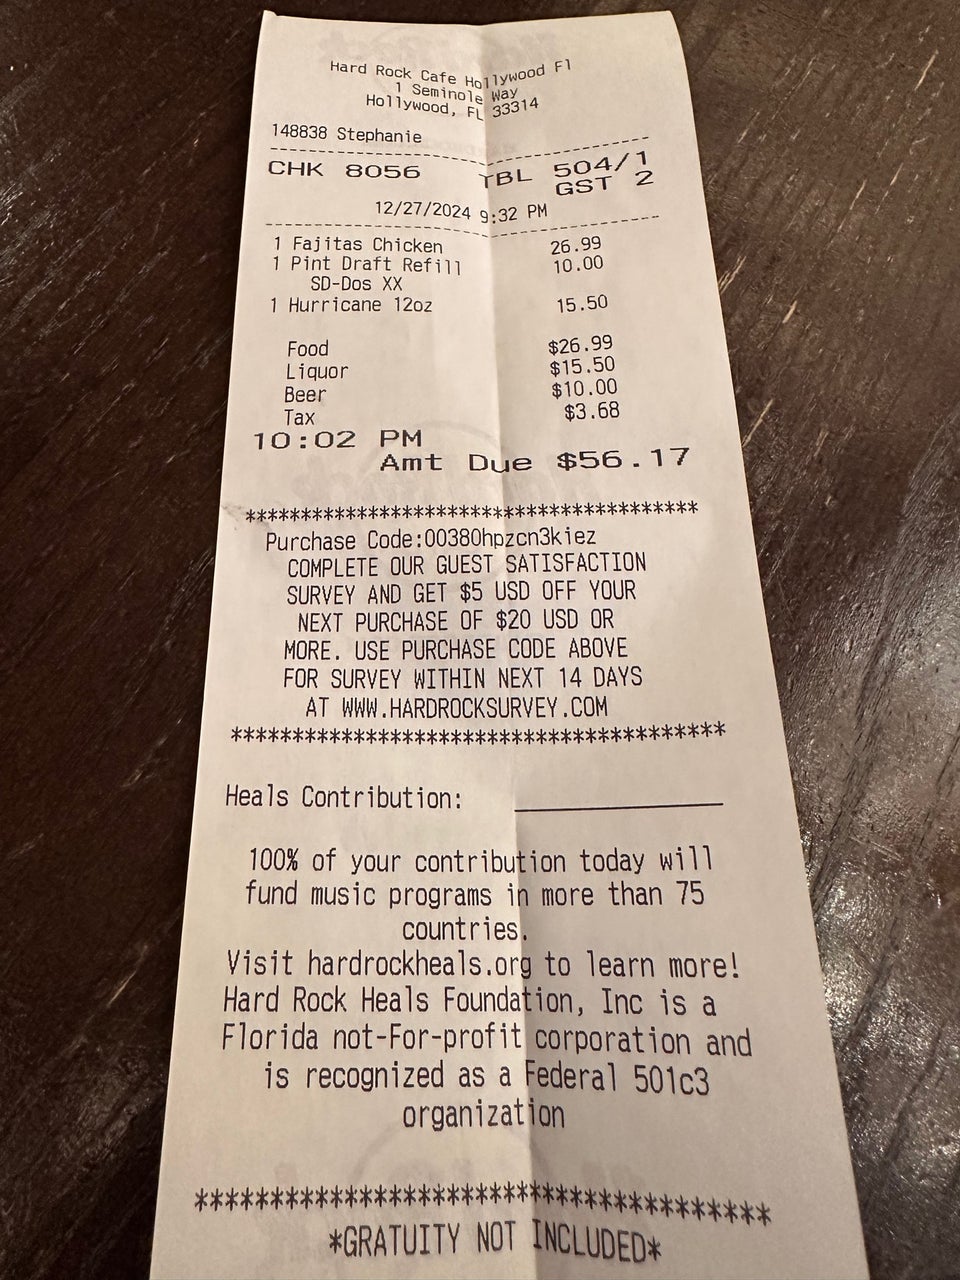 Hard Rock Cafe Hollywood Fl
1 Seminole Way
Hollywood, FL 33314
148838 Stephanie
CHK 8056 TBL 504/1
GST 2
12/27/2024 9:32 PM
1 Fajitas Chicken 26.99
1 Pint Draft Refill 10.00
SD-Dos XX
1 Hurricane 12oz 15.50
Food $26.99
Liquor $15.50
Beer $10.00
Tax $3.68
10:02 PM
Amt Due $56.17
***************************************
Purchase Code:00380hpzcn3kiez
COMPLETE OUR GUEST SATISFACTION
SURVEY AND GET $5 USD OFF YOUR
NEXT PURCHASE OF $20 USD OR
MORE. USE PURCHASE CODE ABOVE
FOR SURVEY WITHIN NEXT 14 DAYS
AT WWW.HARDROCKSURVEY.COM
***************************************
Heals Contribution: ________________
100% of your contribution today will
fund music programs in more than 75
countries.
Visit hardrockheals.org to learn more!
Hard Rock Heals Foundation, Inc is a
Florida not-For-profit corporation and
is recognized as a Federal 501c3
organization
***************************************
*GRATUITY NOT INCLUDED*